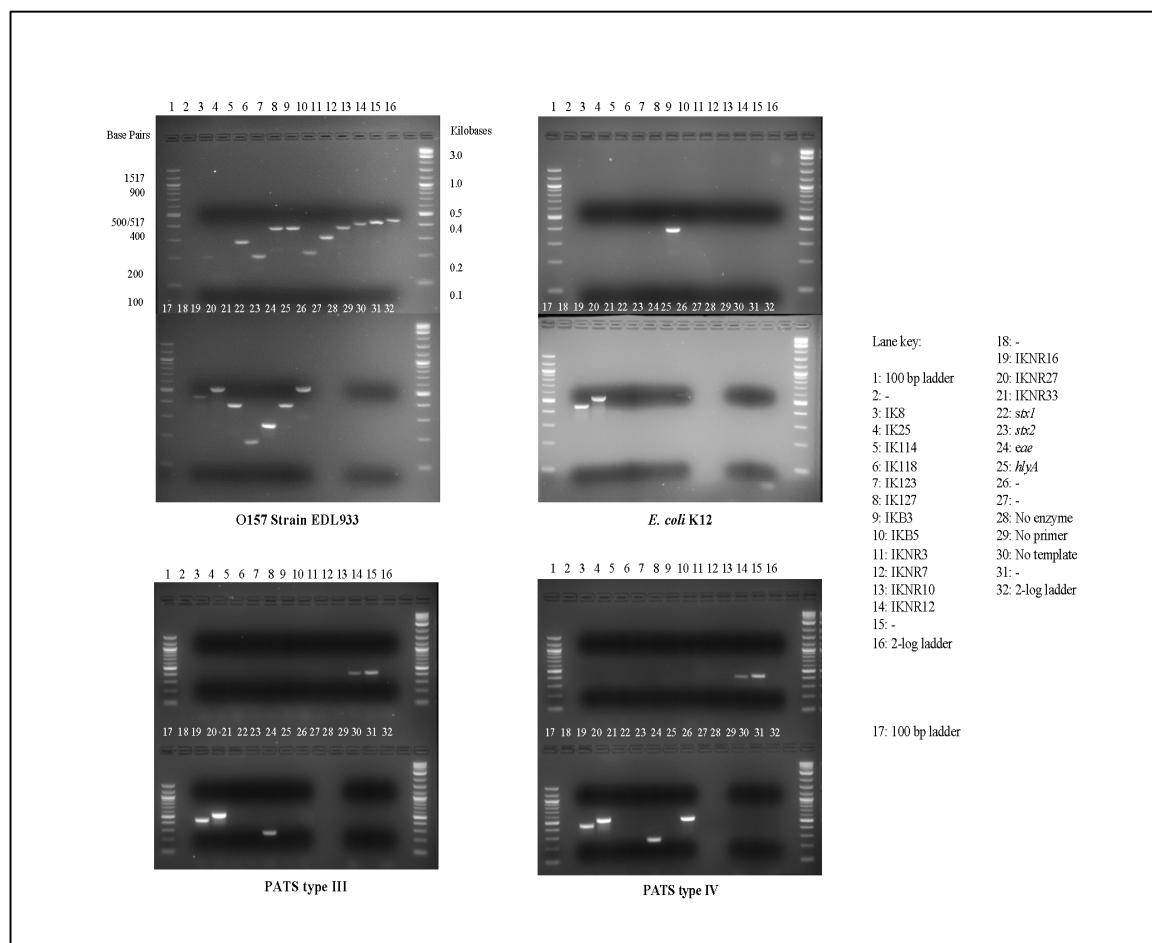 1 2 3 4 5 6 7 8 9 10 11 12 13 14 15 16
1 2 3 4 5 6 7 8 9 10 11 12 13 14 15 16
Base Pairs
1517
900
500/517
400
200
100
Kilobases
3.0
1.0
0.5
0.4
0.2
0.1
17 18 19 20 21 22 23 24 25 26 27 28 29 30 31 32
17 18 19 20 21 22 23 24 25 26 28 29 30 31 32
O157 Strain EDL933
E. coli K12
1 2 3 4 5 6 7 8 9 10 11 12 13 14 15 16
1 2 3 4 5 6 7 8 9 10 11 12 13 14 15 16
17 18 19 20 21 22 23 24 25 26 27 28 29 30 31 32
17 18 19 20 21 22 23 24 25 26 27 28 29 30 31 32
PATS type III
PATS type IV
Lane key:
1: 100 bp ladder
2: -
3: IK8
4: IK25
5: IK114
6: IK118
7: IK123
8: IK127
9: IKB3
10: IKB5
11: IKNR3
12: IKNR7
13: IKNR10
14: IKNR12
15: -
16: 2-log ladder
17: 100 bp ladder
18: -
19: IKNR16
20: IKNR27
21: IKNR33
22: stx1
23: stx2
24: eae
25: hlyA
26: -
27: -
28: No enzyme
29: No primer
30: No template
31: -
32: 2-log ladder